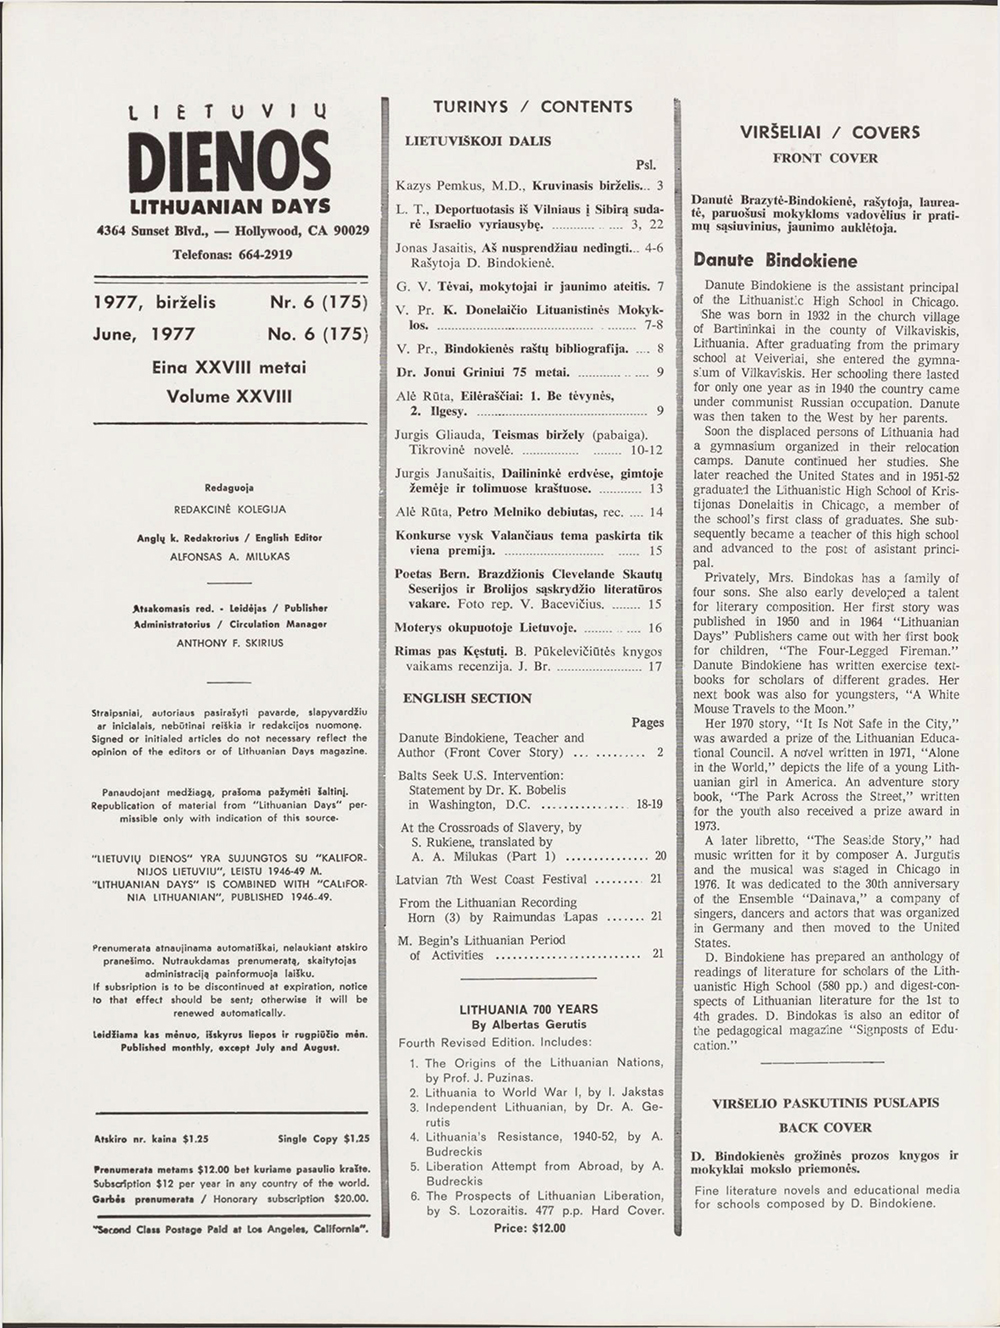 LIETUVIŲ
DIENOS
LITHUANIAN DAYS
4364 Sunset Blvd., — Hollywood, CA 90029
Telefonas: 664-2919
1977, birželis Nr. 6 (175)
June, 1977 No. 6 (175)
Eina XXVIII metai
Volume XXVIII
Redaguoja
REDAKCINĖ KOLEGIJA
Anglų k. Redaktorius / English Editor
ALFONSAS A. MILUKAS
Atsakomasis red. - Leidėjas / Publisher
Administratorius / Circulation Manager
ANTHONY F. SKIRIUS
Straipsniai, autoriaus pasirašyti pavarde, slapyvardžiu
ar inicialais, nebūtinai reiškia ir redakcijos nuomonę.
Signed or initialed articles do not necessary reflect the
opinion of the editors or of Lithuanian Days magazine.
Panaudojant medžiagą, prašoma pažymėti šaltinį.
Republication of material from "Lithuanian Days" per-
missible only with indication of this source.
"LIETUVIŲ DIENOS" YRA SUJUNGTOS SU "KALIFOR-
NIJOS LIETUVIU", LEISTU 1946-49 M.
"LITHUANIAN DAYS" IS COMBINED WITH "CALIFOR-
NIA LITHUANIAN", PUBLISHED 1946-49.
Prenumerata atnaujinama automatiškai, nelaukiant atskiro
pranešimo. Nutraukdamas prenumeratą, skaitytojas
administraciją painformuoja laišku.
If subsription is to be discontinued at expiration, notice
to that effect should be sent; otherwise it will be
renewed automatically.
Leidžiama kas mėnuo, išskyrus liepos ir rugpiūčio mėn.
Published monthly, except July and August.
Atskiro nr. kaina $1.25 Single Copy $1.25
Prenumerata metams $12.00 bet kuriame pasaulio krašte.
Subscription $12 per year in any country of the world.
Garbės prenumerata / Honorary subscription $20.00.
"Second Class Postage Paid at Los Angeles, California".
TURINYS / CONTENTS
LIETUVIŠKOJI DALIS
Psl.
Kazys Pemkus, M.D., Kruvinasis birželis... 3
L. T., Deportuotasis iš Vilniaus į Sibirą suda-
rė Israelio vyriausybę. ............ .. .... 3, 22
Jonas Jasaitis, Aš nusprendžiau nedingti... 4-6
Rašytoja D. Bindokienė.
G. V. Tėvai, mokytojai ir jaunimo ateitis. 7
V. Pr. K. Donelaičio Lituanistinės Mokyk-
los. ........................................ ........ 7-8
V. Pr., Bindokienės raštų bibliografija. .... 8
Dr. Jonui Griniui 75 metai. ............. .. .... 9
Alė Rūta, Eilėraščiai: 1. Be tėvynės,
2. Ilgesy. ............................................ 9
Jurgis Gliauda, Teismas biržely (pabaiga).
Tikrovinė novelė. ................. ........ 10-12
Jurgis Janušaitis, Dailininkė erdvėse, gimtoje
žemėje ir tolimuose kraštuose. ............ 13
Alė Rūta, Petro Melniko debiutas, rec. .... 14
Konkurse vysk Valančiaus tema paskirta tik
viena premija. .......................... ...... 15
Poetas Bern. Brazdžionis Clevelande Skautų
Seserijos ir Brolijos sąskrydžio literatūros
vakare. Foto rep. V. Bacevičius. ........ 15
Moterys okupuotoje Lietuvoje. ........ .. .... 16
Rimas pas Kęstutį. B. Pūkelevičiūtės knygos
vaikams recenzija. J. Br. ...................... 17
ENGLISH SECTION
Pages
Danute Bindokiene, Teacher and
Author (Front Cover Story) ... .......... 2
Balts Seek U.S. Intervention:
Statement by Dr. K. Bobelis
in Washington, D.C. ................ 18-19
At the Crossroads of Slavery, by
S. Rukiene, translated by
A. A. Milukas (Part 1) ............... 20
Latvian 7th West Coast Festival ........ 21
From the Lithuanian Recording
Horn (3) by Raimundas Lapas ....... 21
M. Begin's Lithuanian Period
of Activities .......................... 21
LITHUANIA 700 YEARS
By Albertas Gerutis
Fourth Revised Edition. Includes:
1. The Origins of the Lithuanian Nations,
by Prof. J. Puzinas.
2. Lithuania to World War I, by I. Jakstas
3. Independent Lithuanian, by Dr. A. Ge-
rutis
4. Lithuania's Resistance, 1940-52, by A.
Budreckis
5. Liberation Attempt from Abroad, by A.
Budreckis
6. The Prospects of Lithuanian Liberation,
by S. Lozoraitis. 477 p.p. Hard Cover.
Price: $12.00
VIRŠELIAI / COVERS
FRONT COVER
Danutė Brazytė-Bindokienė, rašytoja, laurea-
tė, paruošusi mokykloms vadovėlius ir prati-
mų sąsiuvinius, jaunimo auklėtoja.
Danute Bindokiene
Danute Bindokiene is the assistant principal
of the Lithuanistic High School in Chicago.
She was born in 1932 in the church village
of Bartininkai in the county of Vilkaviskis,
Lithuania. After graduating from the primary
school at Veiveriai, she entered the gymna-
sium of Vilkaviskis. Her schooling there lasted
for only one year as in 1940 the country came
under communist Russian occupation. Danute
was then taken to the West by her parents.
Soon the displaced persons of Lithuania had
a gymnasium organized in their relocation
camps. Danute continued her studies. She
later reached the United States and in 1951-52
graduated the Lithuanistic High School of Kris-
tijonas Donelaitis in Chicago, a member of
the school's first class of graduates. She sub-
sequently became a teacher of this high school
and advanced to the post of asistant princi-
pal.
Privately, Mrs. Bindokas has a family of
four sons. She also early developed a talent
for literary composition. Her first story was
published in 1950 and in 1964 "Lithuanian
Days" Publishers came out with her first book
for children, "The Four-Legged Fireman."
Danute Bindokiene has written exercise text-
books for scholars of different grades. Her
next book was also for youngsters, "A White
Mouse Travels to the Moon."
Her 1970 story, "It Is Not Safe in the City,"
was awarded a prize of the Lithuanian Educa-
tional Council. A novel written in 1971, "Alone
in the World," depicts the life of a young Lith-
uanian girl in America. An adventure story
book, "The Park Across the Street," written
for the youth also received a prize award in
1973.
A later libretto, "The Seaside Story," had
music written for it by composer A. Jurgutis
and the musical was staged in Chicago in
1976. It was dedicated to the 30th anniversary
of the Ensemble "Dainava," a company of
singers, dancers and actors that was organized
in Germany and then moved to the United
States.
D. Bindokiene has prepared an anthology of
readings of literature for scholars of the Lith-
uanistic High School (580 pp.) and digest-con-
spects of Lithuanian literature for the 1st to
4th grades. D. Bindokas is also an editor of
the pedagogical magazine "Signposts of Edu-
cation."
VIRŠELIO PASKUTINIS PUSLAPIS
BACK COVER
D. Bindokienės grožinės prozos knygos ir
mokyklai mokslo priemonės.
Fine literature novels and educational media
for schools composed by D. Bindokiene.